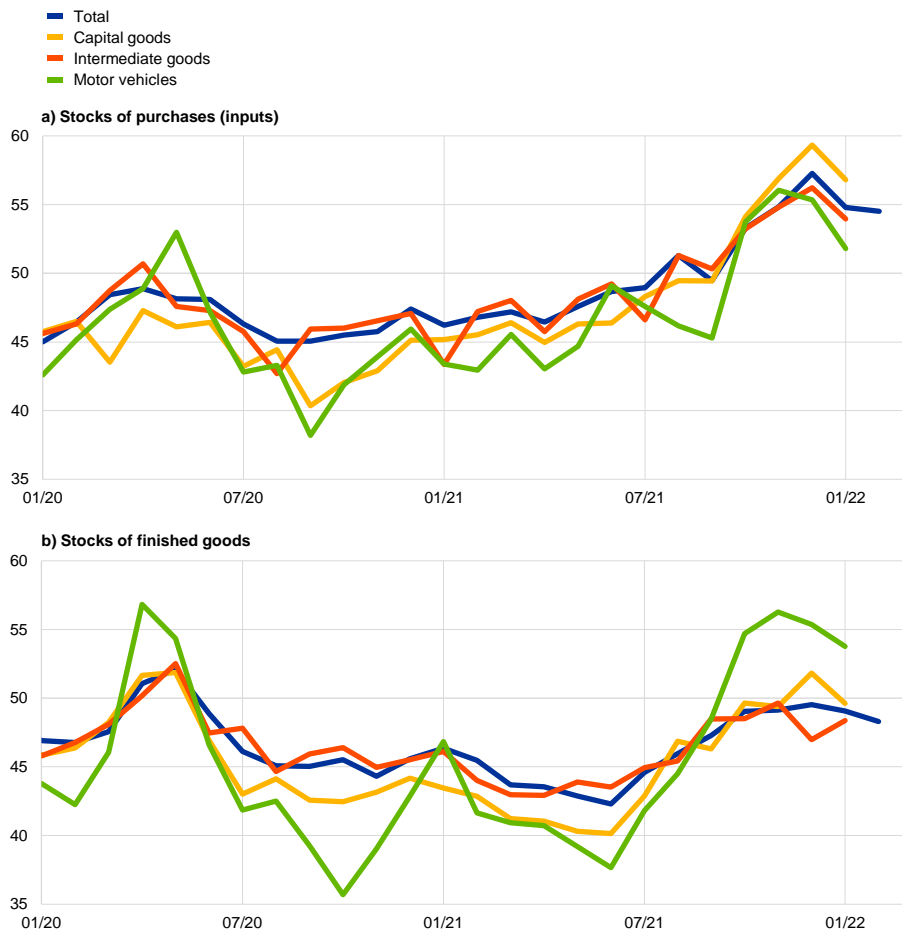 Total
Capital goods
Intermediate goods
Motor vehicles
a) Stocks of purchases (inputs)
60
55
50
45
40
35
01/20 07/20 01/21 07/21 01/22
b) Stocks of finished goods
60
55
50
45
40
35
01/20 07/20 01/21 07/21 01/22